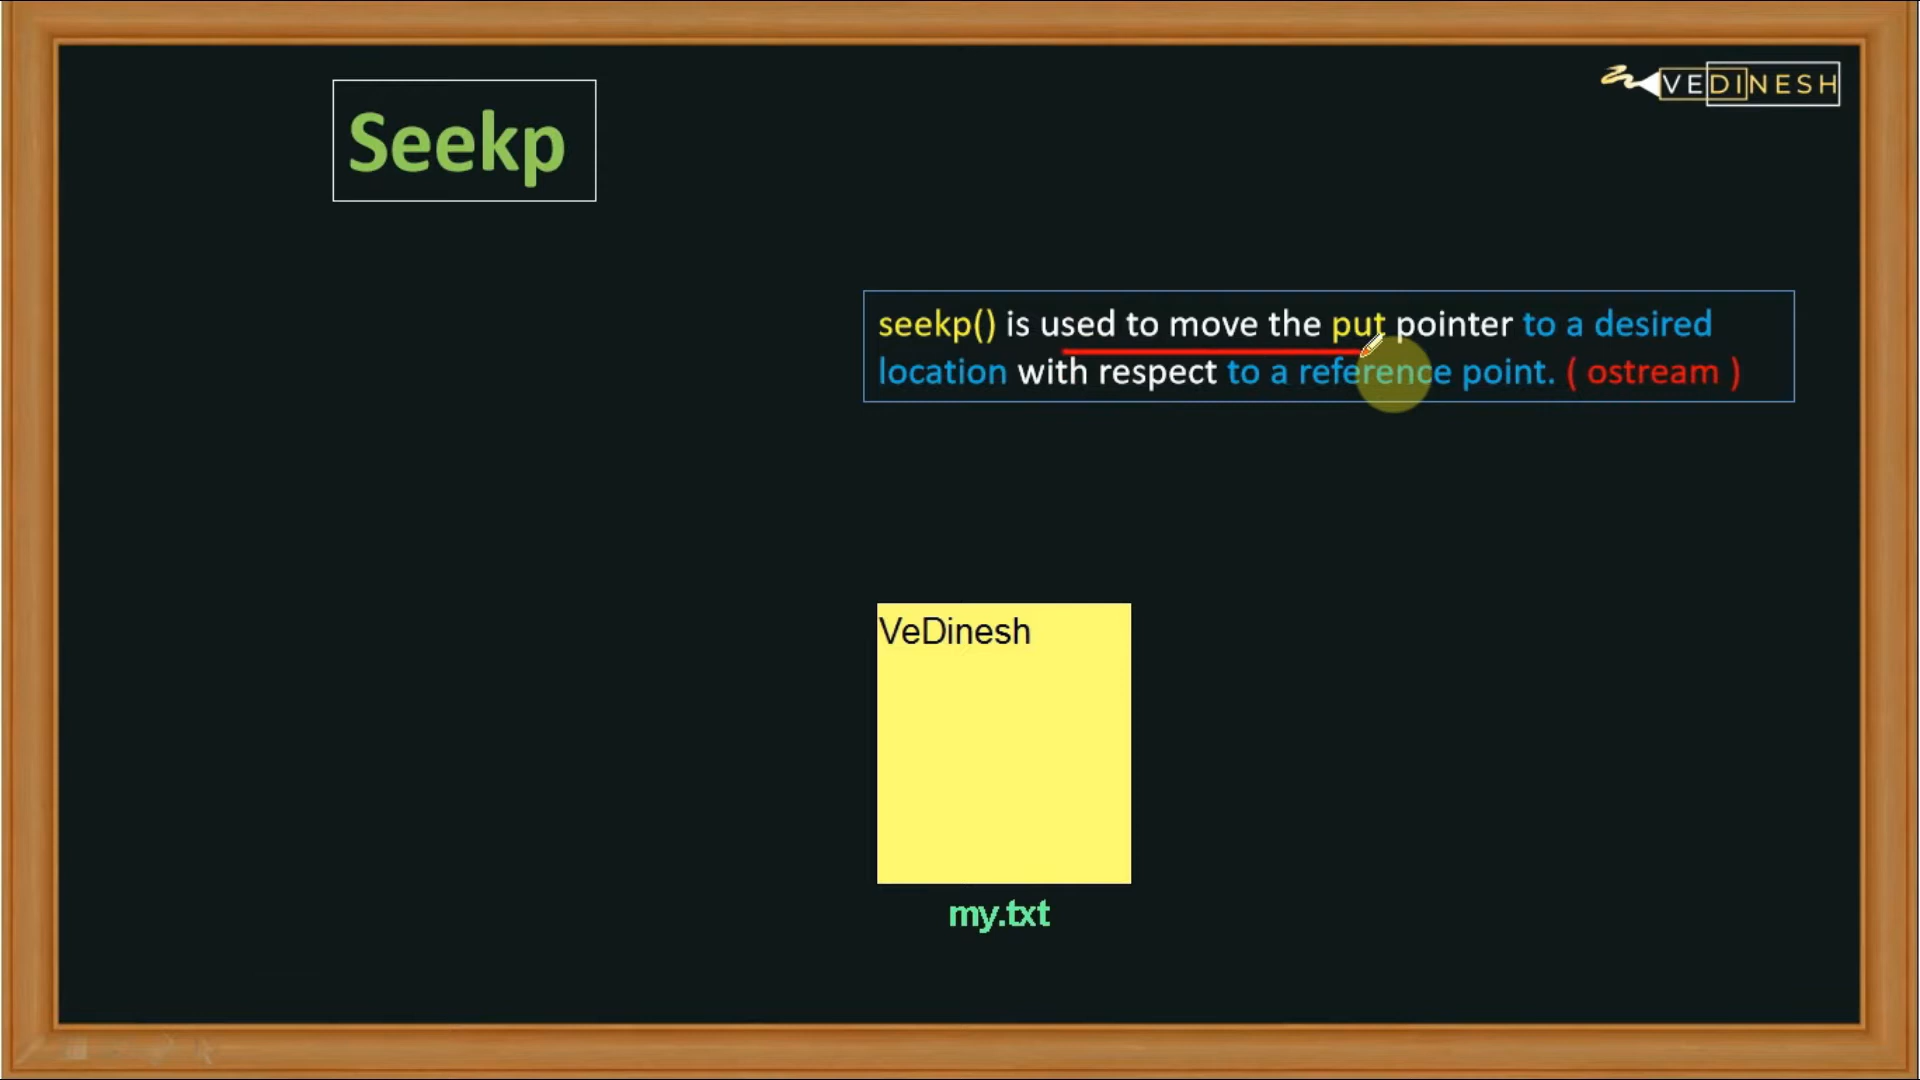 VEDINESH
Seekp
seekp() is used to move the put pointer to a desired
location with respect to a reference point. ( ostream )
VeDinesh
my.txt